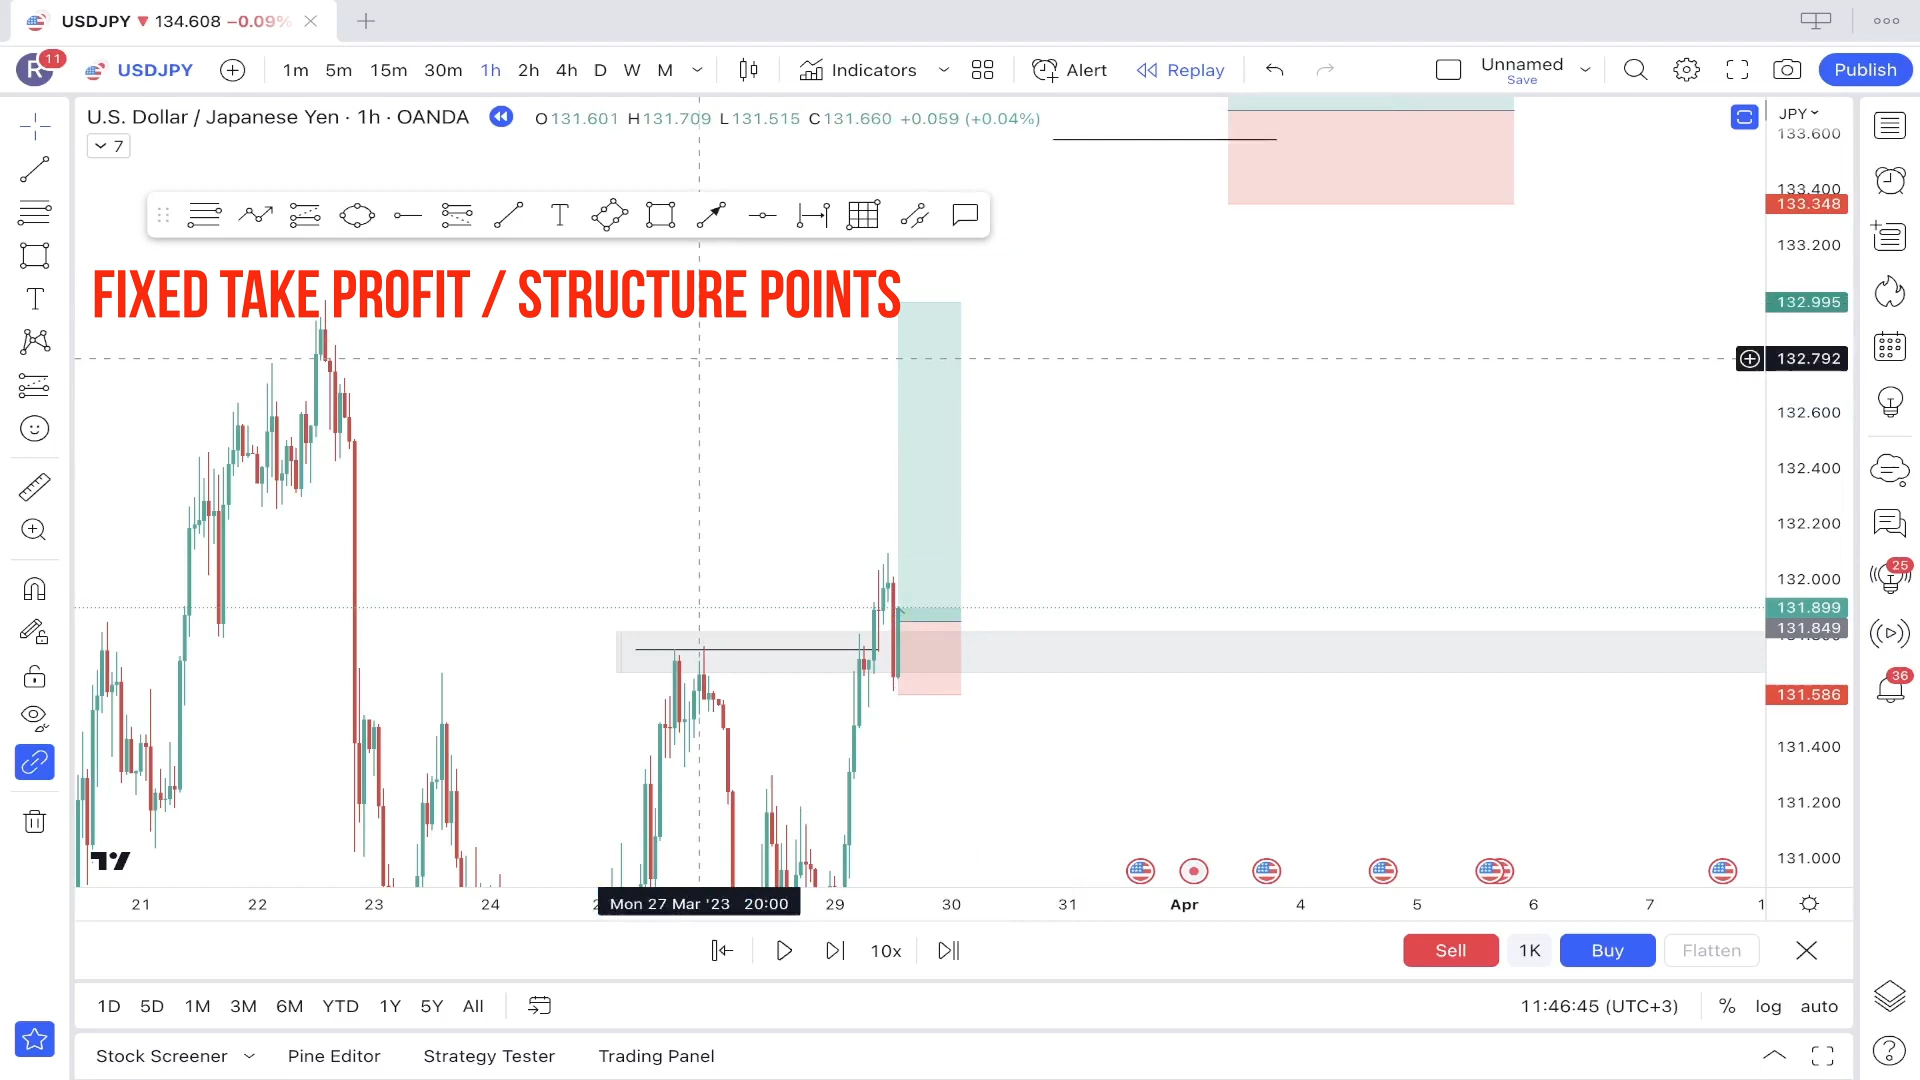 USDJPY 134.608 −0.09%
R 11 USDJPY 1m 5m 15m 30m 1h 2h 4h D W M Indicators Alert Replay Unnamed Save Publish
U.S. Dollar / Japanese Yen · 1h · OANDA O131.601 H131.709 L131.515 C131.660 +0.059 (+0.04%) JPY
133.600
7
133.400
133.348
T
133.200
FIXED TAKE PROFIT / STRUCTURE POINTS
132.995
T
132.792
132.600
132.400
132.200
132.000
25
131.899
131.849
36
131.586
131.400
131.200
131.000
21 22 23 24 Mon 27 Mar '23 20:00 29 30 31 Apr 4 5 6 7 1
10x Sell 1K Buy Flatten
1D 5D 1M 3M 6M YTD 1Y 5Y All 11:46:45 (UTC+3) % log auto
Stock Screener Pine Editor Strategy Tester Trading Panel